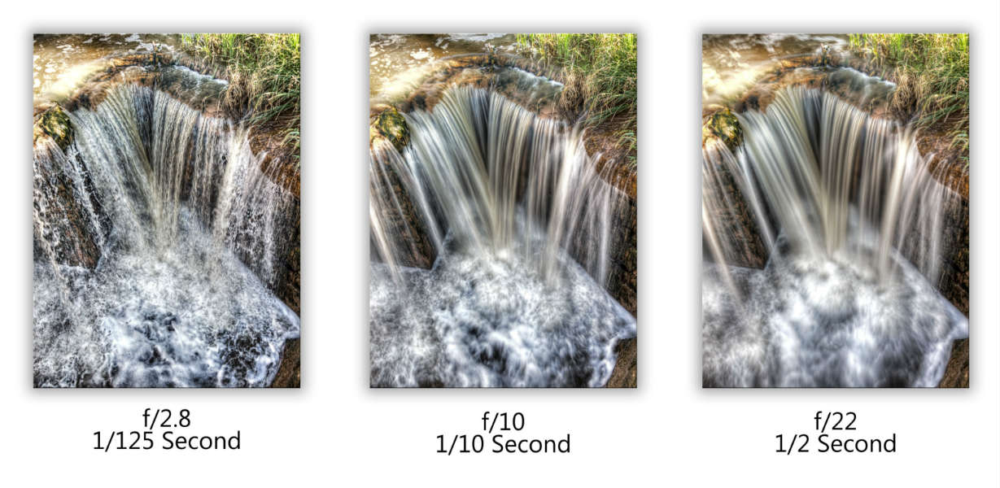 f/2.8
1/125 Second
f/10
1/10 Second
f/22
1/2 Second